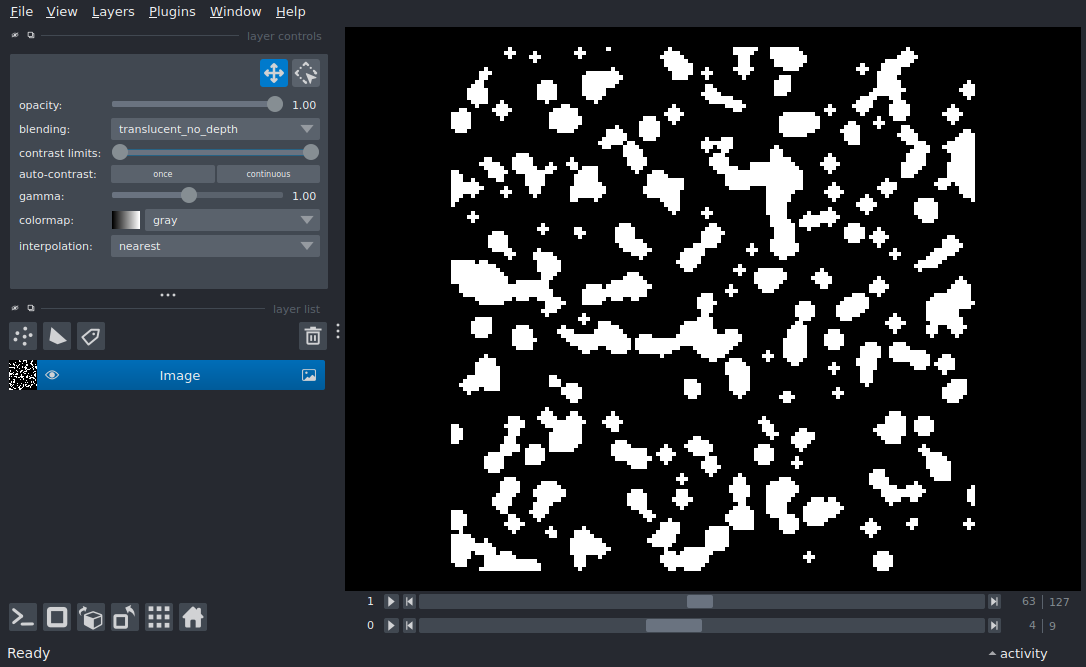 File View Layers Plugins Window Help
layer controls
opacity: 1.00
blending: translucent_no_depth
contrast limits:
auto-contrast: once continuous
gamma: 1.00
colormap: gray
interpolation: nearest
layer list
Image
1 63 127
0 4 9
Ready activity